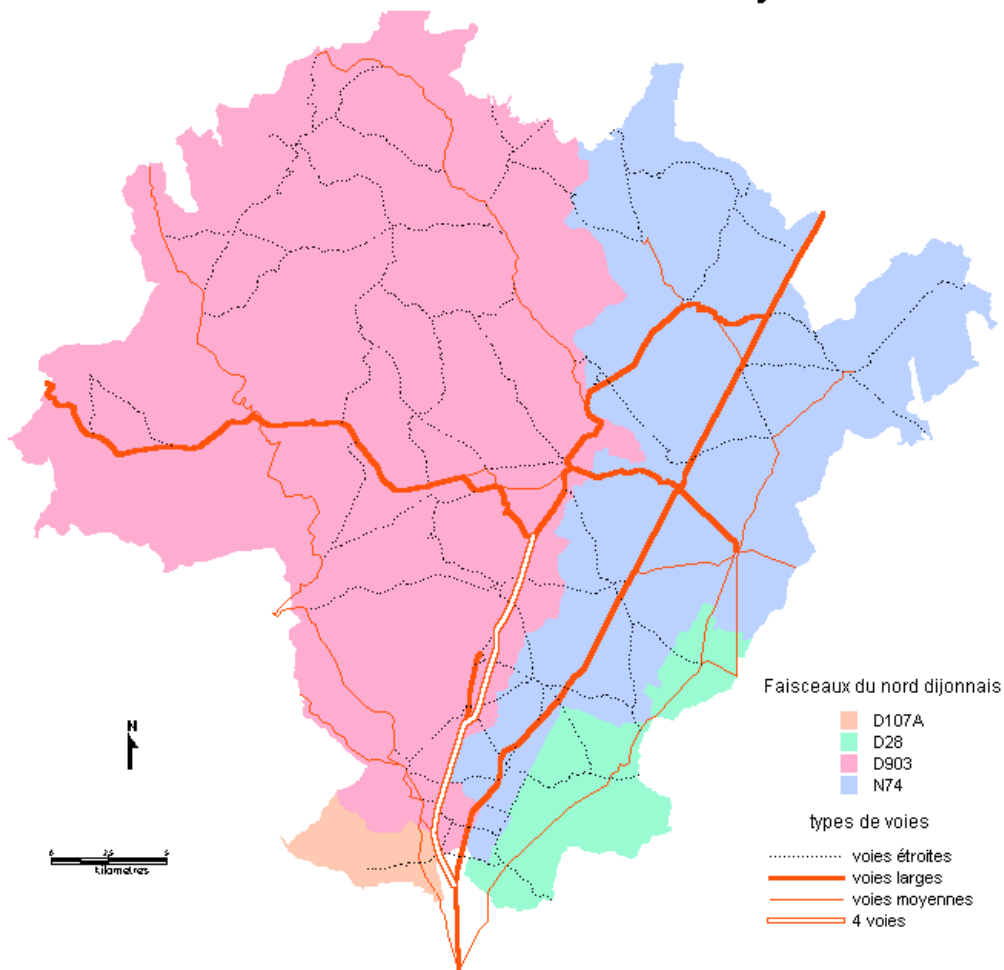 N
Faisceaux du nord dijonnais
D107A
D28
D903
N74
types de voies
voies étroites
voies larges
voies moyennes
4 voies
kilometres